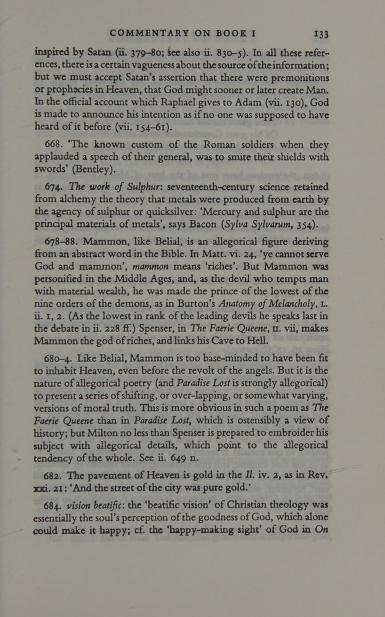 COMMENTARY ON BOOK I 133
inspired by Satan (ii. 379–80; see also ii. 830–5). In all these refer-
ences, there is a certain vagueness about the source of the information;
but we must accept Satan's assertion that there were premonitions
or prophecies in Heaven, that God might sooner or later create Man.
In the official account which Raphael gives to Adam (vii. 130), God
is made to announce his intention as if no one was supposed to have
heard of it before (vii. 154–61).
668. 'The known custom of the Roman soldiers when they
applauded a speech of their general, was to smite their shields with
swords' (Bentley).
674. The work of Sulphur: seventeenth-century science retained
from alchemy the theory that metals were produced from earth by
the agency of sulphur or quicksilver: 'Mercury and sulphur are the
principal materials of metals', says Bacon (Sylva Sylvarum, 354).
678–88. Mammon, like Belial, is an allegorical figure deriving
from an abstract word in the Bible. In Matt. vi. 24, 'ye cannot serve
God and mammon', mammon means 'riches'. But Mammon was
personified in the Middle Ages, and, as the devil who tempts man
with material wealth, he was made the prince of the lowest of the
nine orders of the demons, as in Burton's Anatomy of Melancholy, I.
ii. 1, 2. (As the lowest in rank of the leading devils he speaks last in
the debate in ii. 228 ff.) Spenser, in The Faerie Queene, II. vii, makes
Mammon the god of riches, and links his Cave to Hell.
680–4. Like Belial, Mammon is too base-minded to have been fit
to inhabit Heaven, even before the revolt of the angels. But it is the
nature of allegorical poetry (and Paradise Lost is strongly allegorical)
to present a series of shifting, or over-lapping, or somewhat varying,
versions of moral truth. This is more obvious in such a poem as The
Faerie Queene than in Paradise Lost, which is ostensibly a view of
history; but Milton no less than Spenser is prepared to embroider his
subject with allegorical details, which point to the allegorical
tendency of the whole. See ii. 649 n.
682. The pavement of Heaven is gold in the Il. iv. 2, as in Rev.
xxi. 21: 'And the street of the city was pure gold.'
684. vision beatific: the 'beatific vision' of Christian theology was
essentially the soul's perception of the goodness of God, which alone
could make it happy; cf. the 'happy-making sight' of God in On